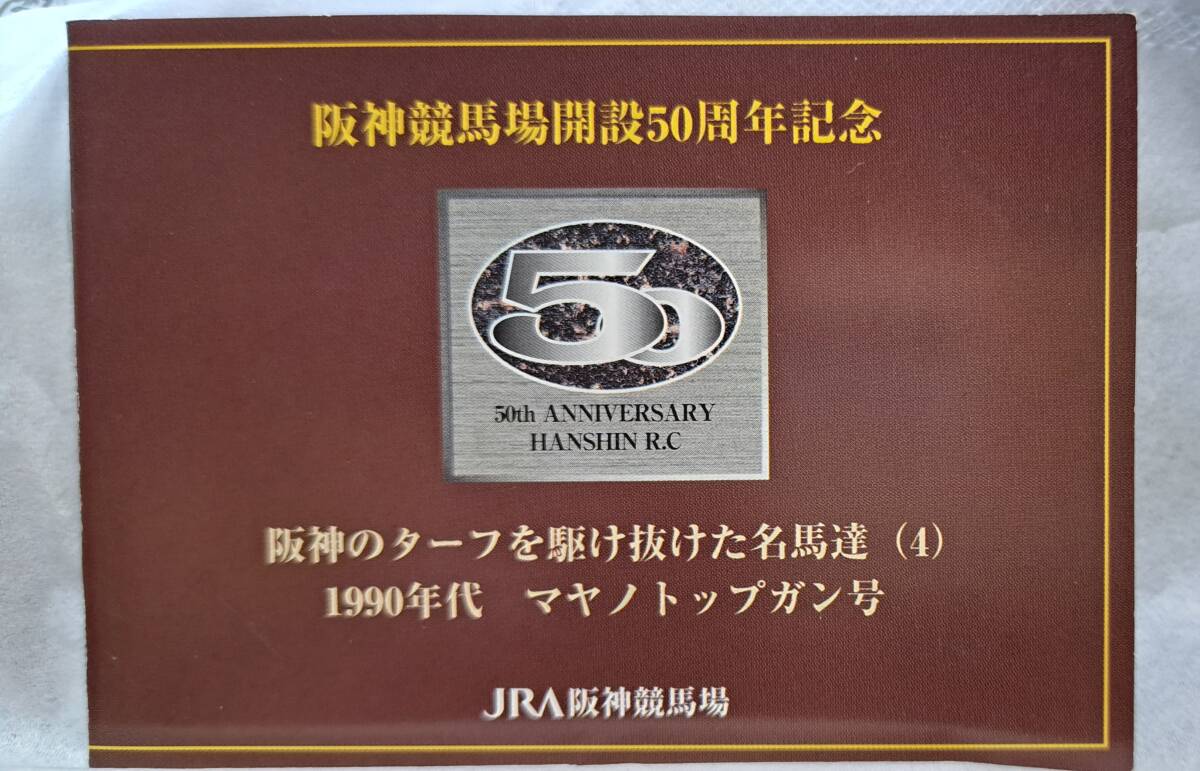 阪神競馬場開設50周年記念
50
50th ANNIVERSARY
HANSHIN R.C
阪神のターフを駆け抜けた名馬達（4）
1990年代　マヤノトップガン号
JRA阪神競馬場